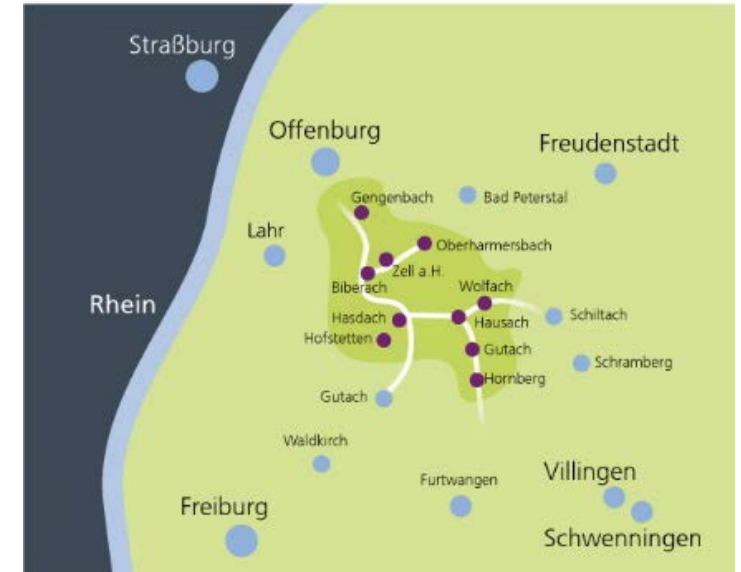 Straßburg
Offenburg
Freudenstadt
Gengenbach
Bad Peterstal
Lahr
Oberharmersbach
Zell a.H.
Biberach
Wolfach
Rhein
Hasdach
Hausach
Schiltach
Hofstetten
Gutach
Schramberg
Hornberg
Gutach
Waldkirch
Furtwangen
Villingen
Freiburg
Schwenningen